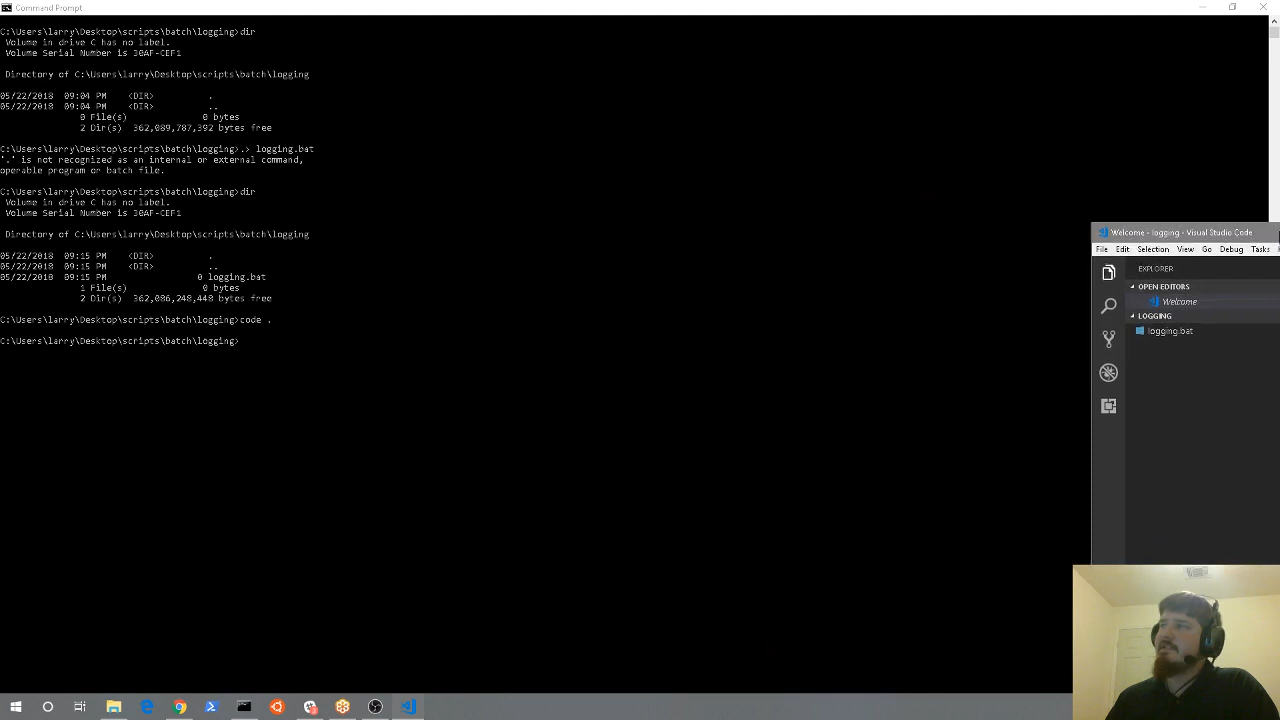 Command Prompt
C:\Users\larry\Desktop\scripts\batch\logging>dir
Volume in drive C has no label.
Volume Serial Number is 30AF-CEF1
Directory of C:\Users\larry\Desktop\scripts\batch\logging
05/22/2018 09:04 PM <DIR> .
05/22/2018 09:04 PM <DIR> ..
0 File(s) 0 bytes
2 Dir(s) 362,089,787,392 bytes free
C:\Users\larry\Desktop\scripts\batch\logging>.> logging.bat
'.' is not recognized as an internal or external command,
operable program or batch file.
C:\Users\larry\Desktop\scripts\batch\logging>dir
Volume in drive C has no label.
Volume Serial Number is 30AF-CEF1
Directory of C:\Users\larry\Desktop\scripts\batch\logging
05/22/2018 09:15 PM <DIR> .
05/22/2018 09:15 PM <DIR> ..
05/22/2018 09:15 PM 0 logging.bat
1 File(s) 0 bytes
2 Dir(s) 362,086,248,448 bytes free
C:\Users\larry\Desktop\scripts\batch\logging>code .
C:\Users\larry\Desktop\scripts\batch\logging>
Welcome - logging - Visual Studio Code
File Edit Selection View Go Debug Tasks
EXPLORER
OPEN EDITORS
Welcome
LOGGING
logging.bat